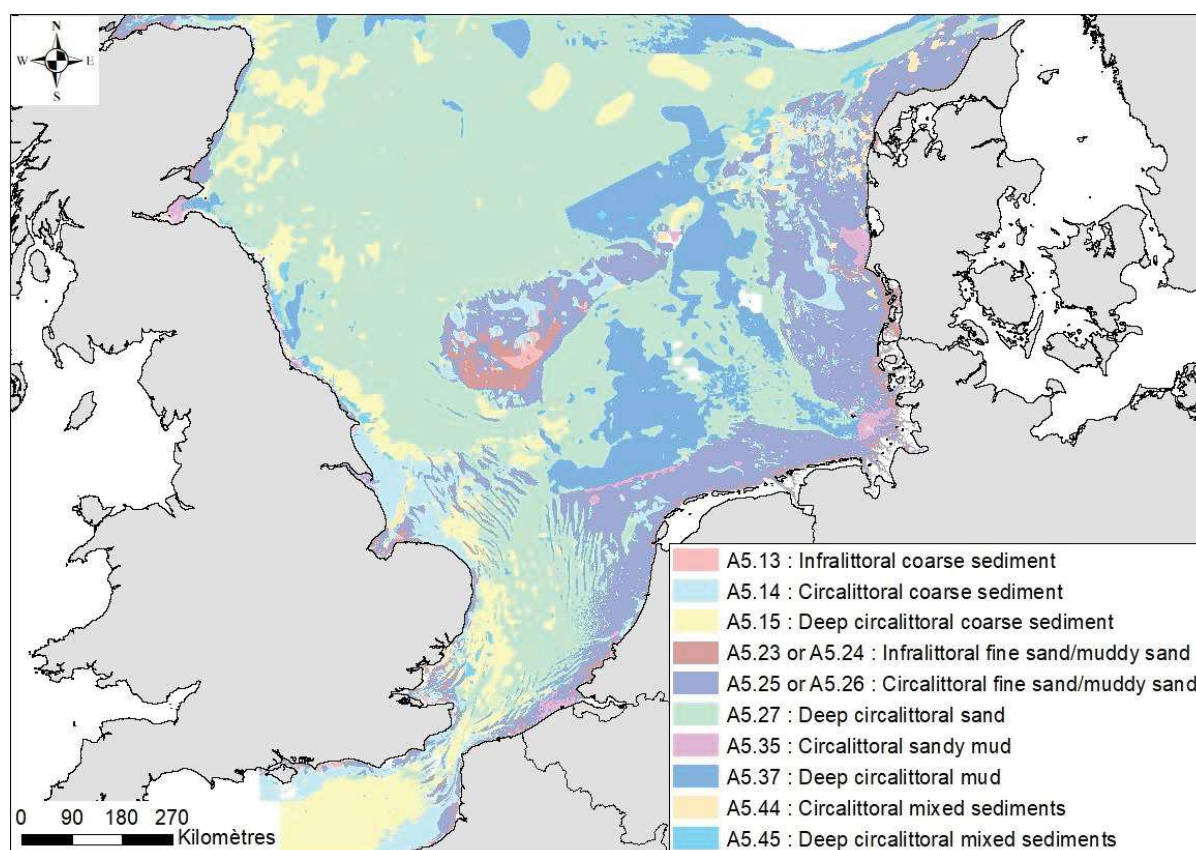 N
W E
S
A5.13 : Infralittoral coarse sediment
A5.14 : Circalittoral coarse sediment
A5.15 : Deep circalittoral coarse sediment
A5.23 or A5.24 : Infralittoral fine sand/muddy sand
A5.25 or A5.26 : Circalittoral fine sand/muddy sand
A5.27 : Deep circalittoral sand
A5.35 : Circalittoral sandy mud
A5.37 : Deep circalittoral mud
A5.44 : Circalittoral mixed sediments
A5.45 : Deep circalittoral mixed sediments
0 90 180 270
Kilomètres